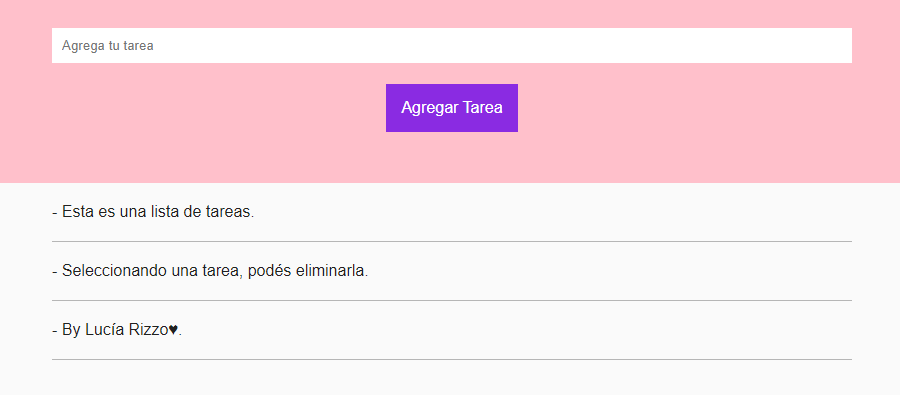 Agrega tu tarea
Agregar Tarea
- Esta es una lista de tareas.
- Seleccionando una tarea, podés eliminarla.
- By Lucía Rizzo♥.